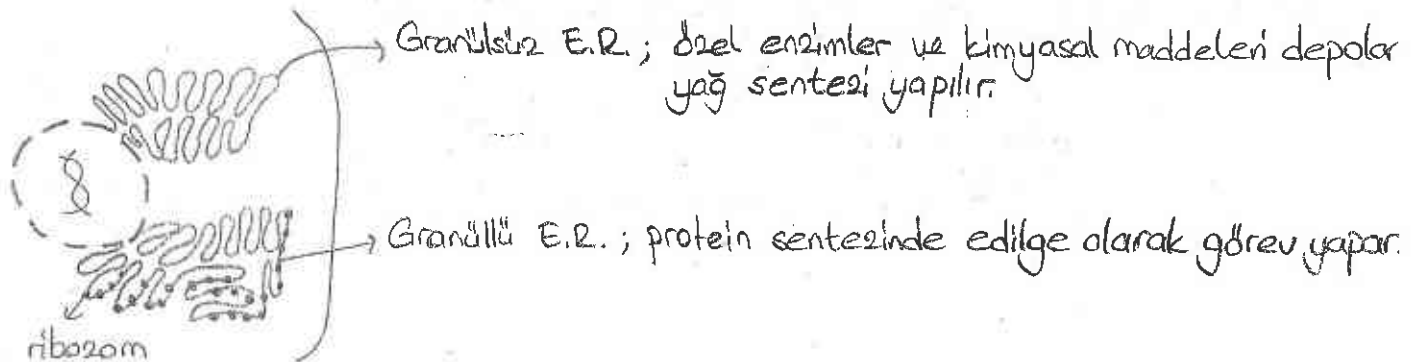 Granülsüz E.R.; özel enzimler ve kimyasal maddeleri depolar
yağ sentezi yapılır.
Granüllü E.R.; protein sentezinde edilge olarak görev yapar.
ribozom